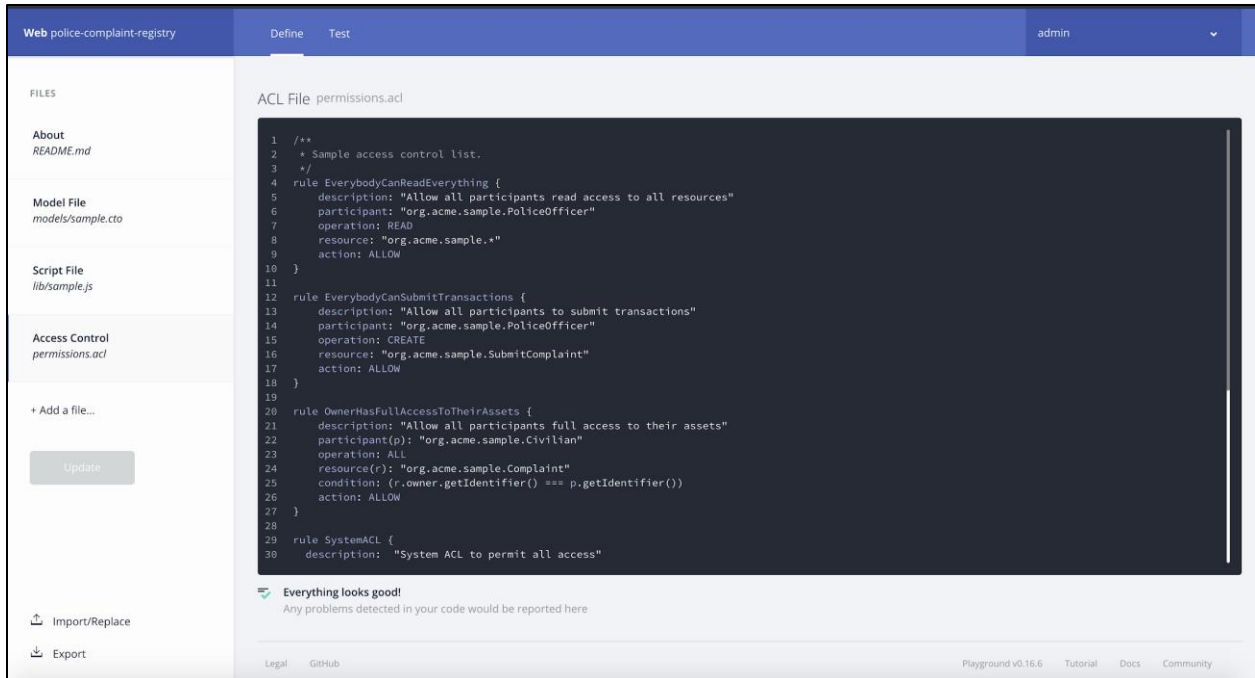 Web police-complaint-registry
Define
Test
admin
FILES
About
README.md
Model File
models/sample.cto
Script File
lib/sample.js
Access Control
permissions.acl
+ Add a file...
Update
Import/Replace
Export
ACL File permissions.acl
1 /**
2 * Sample access control list.
3 */
4 rule EverybodyCanReadEverything {
5 description: "Allow all participants read access to all resources"
6 participant: "org.acme.sample.PoliceOfficer"
7 operation: READ
8 resource: "org.acme.sample.*"
9 action: ALLOW
10 }
11
12 rule EverybodyCanSubmitTransactions {
13 description: "Allow all participants to submit transactions"
14 participant: "org.acme.sample.PoliceOfficer"
15 operation: CREATE
16 resource: "org.acme.sample.SubmitComplaint"
17 action: ALLOW
18 }
19
20 rule OwnerHasFullAccessToTheirAssets {
21 description: "Allow all participants full access to their assets"
22 participant(p): "org.acme.sample.Civilian"
23 operation: ALL
24 resource(r): "org.acme.sample.Complaint"
25 condition: (r.owner.getIdentifier() === p.getIdentifier())
26 action: ALLOW
27 }
28
29 rule SystemACL {
30 description: "System ACL to permit all access"
Everything looks good!
Any problems detected in your code would be reported here
Legal
GitHub
Playground v0.16.6
Tutorial
Docs
Community